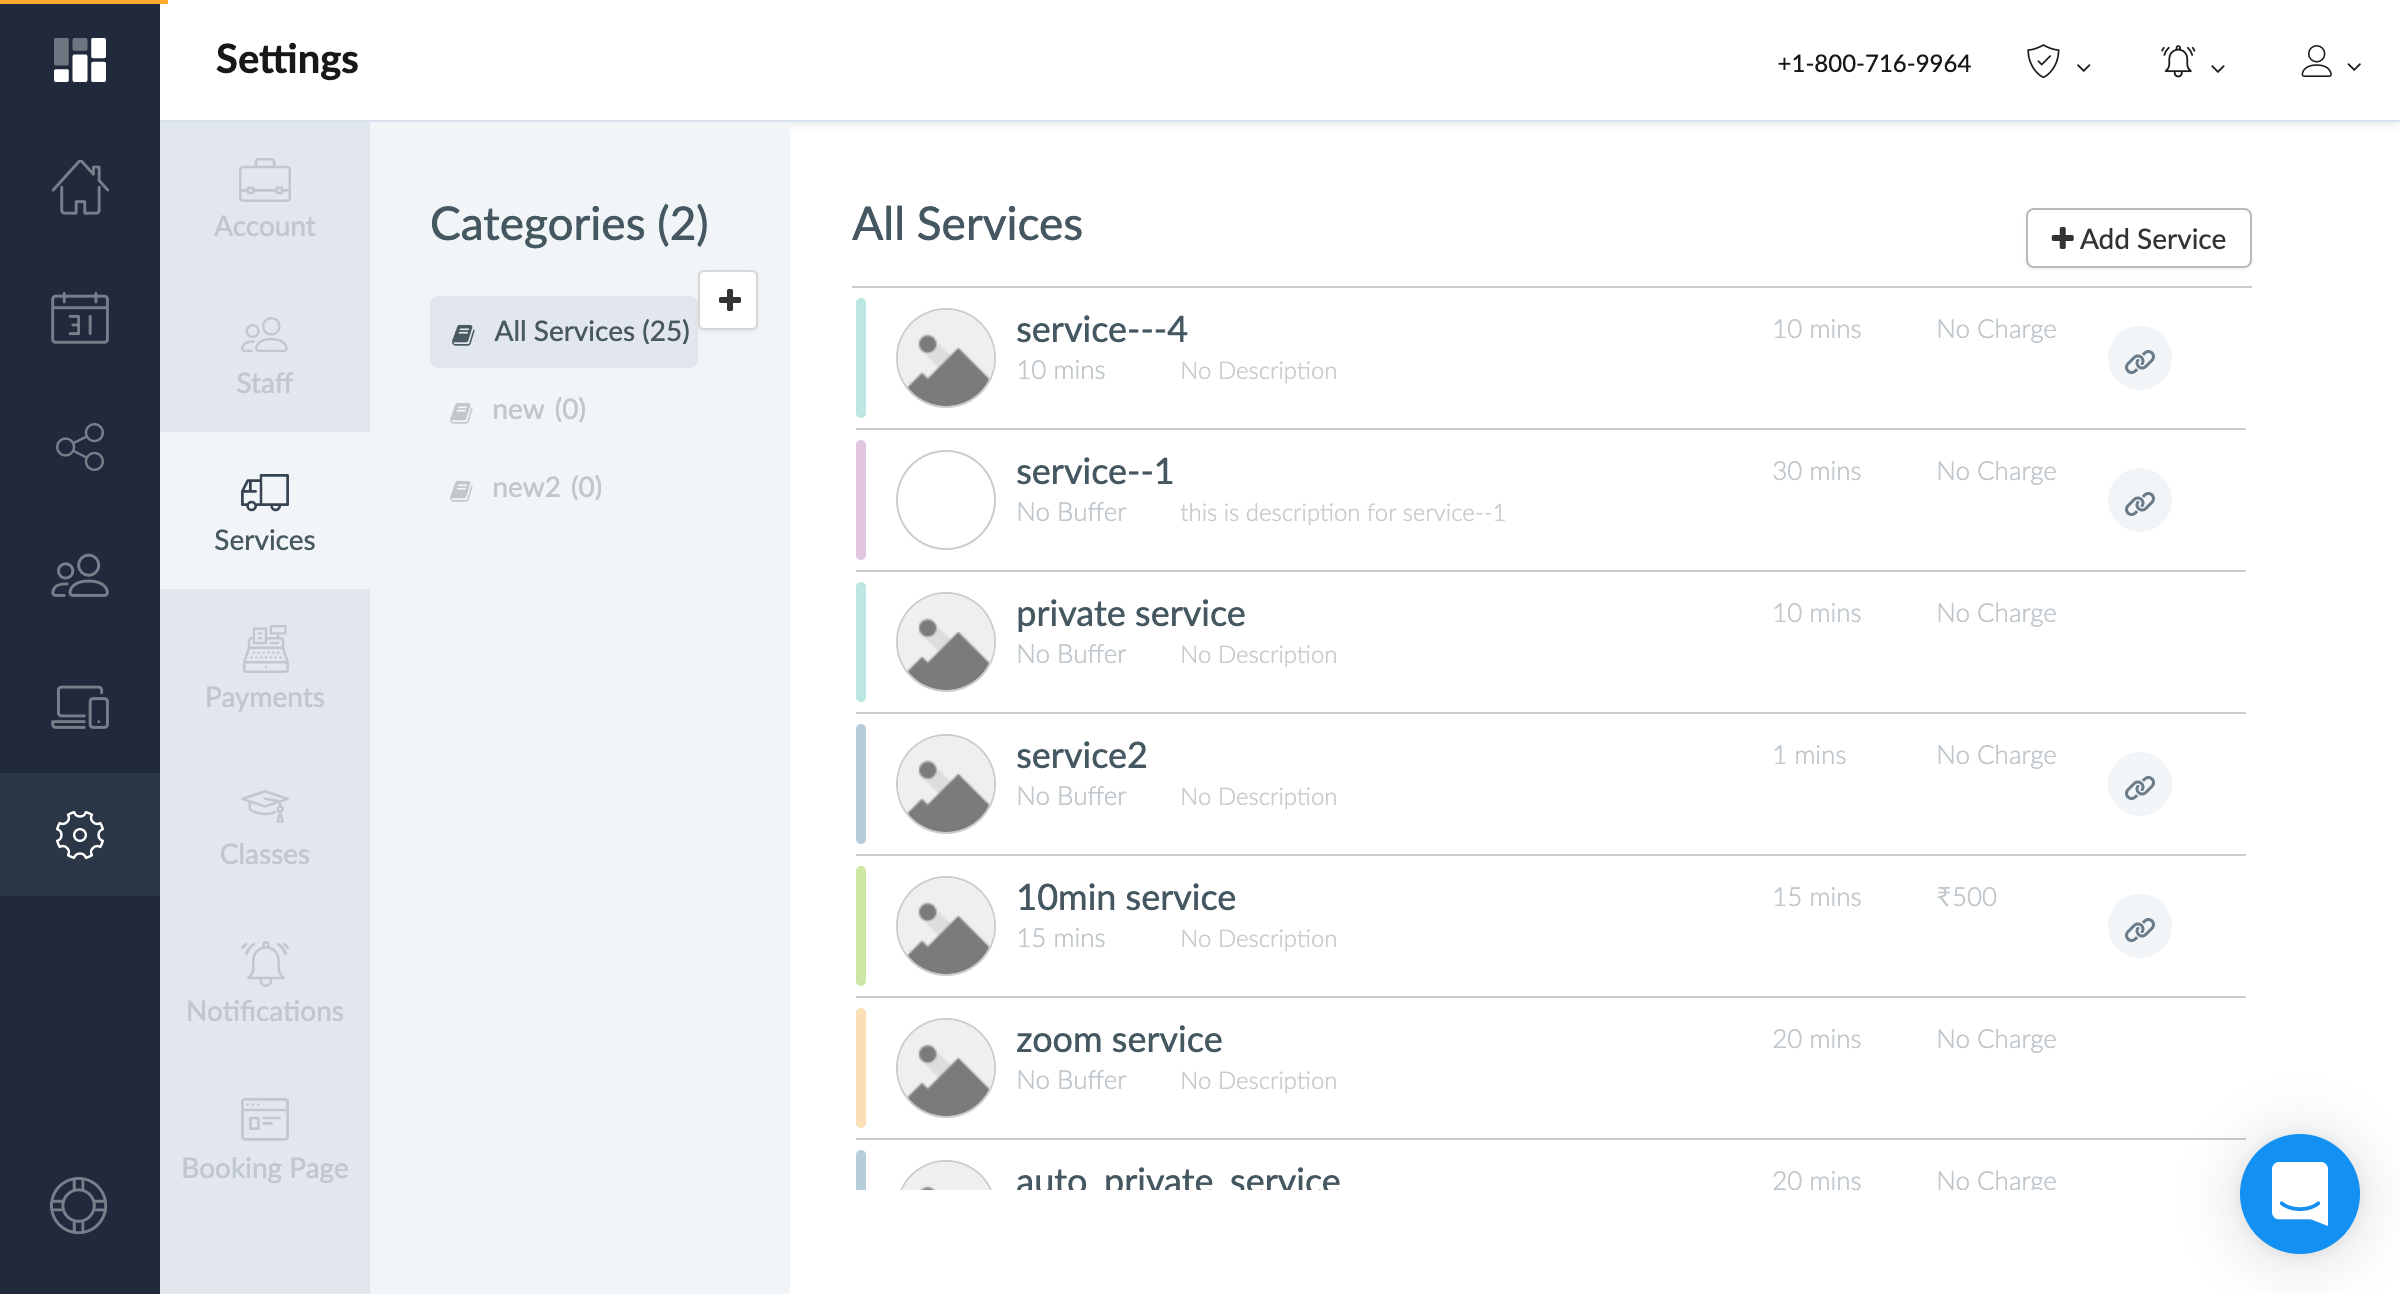 Settings
+1-800-716-9964
Account
Staff
Services
Payments
Classes
Notifications
Booking Page
31
Categories (2)
All Services (25)
new (0)
new2 (0)
All Services
Add Service
service---4
10 mins No Description
10 mins No Charge
service--1
No Buffer this is description for service--1
30 mins No Charge
private service
No Buffer No Description
10 mins No Charge
service2
No Buffer No Description
1 mins No Charge
10min service
15 mins No Description
15 mins ₹500
zoom service
No Buffer No Description
20 mins No Charge
auto_private_service
20 mins No Charge